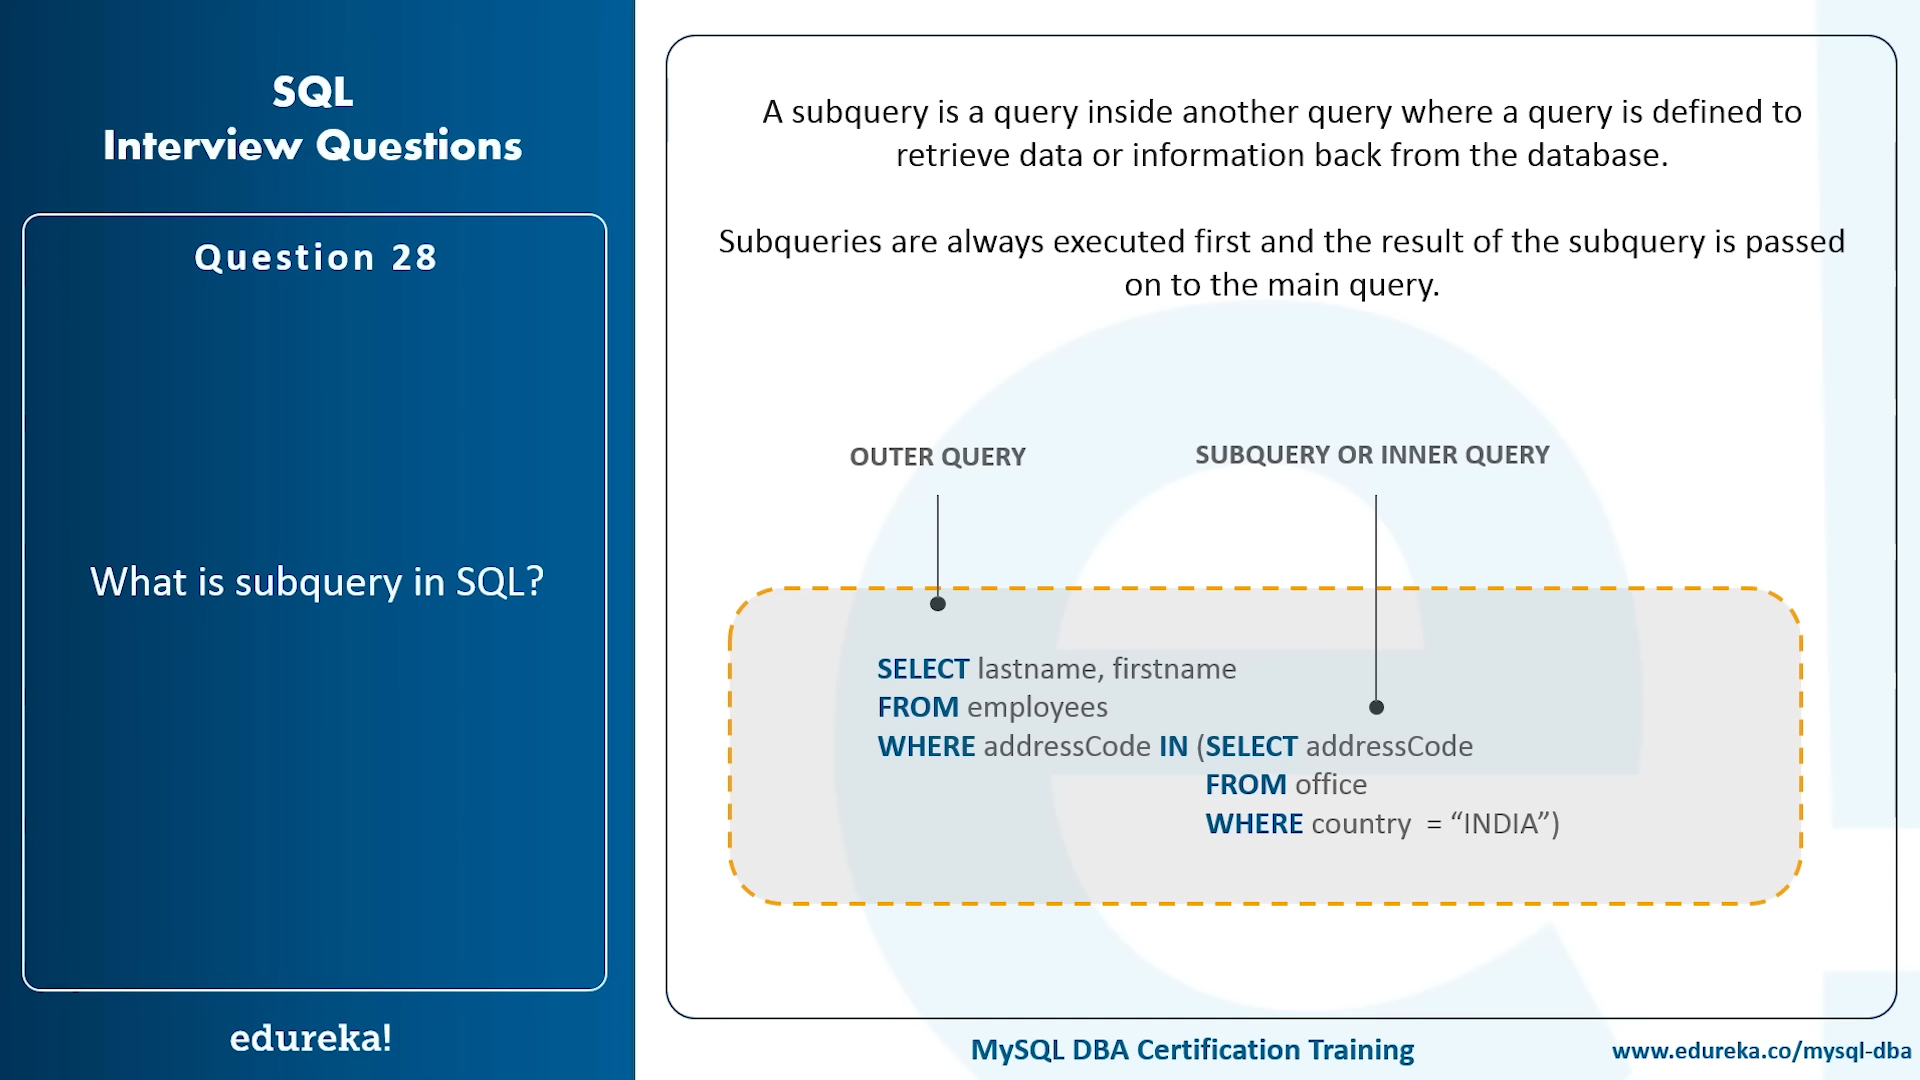 SQL
Interview Questions
Question 28
What is subquery in SQL?
edureka!
A subquery is a query inside another query where a query is defined to
retrieve data or information back from the database.
Subqueries are always executed first and the result of the subquery is passed
on to the main query.
OUTER QUERY
SUBQUERY OR INNER QUERY
SELECT lastname, firstname
FROM employees
WHERE addressCode IN (SELECT addressCode
FROM office
WHERE country = “INDIA”)
MySQL DBA Certification Training
www.edureka.co/mysql-dba